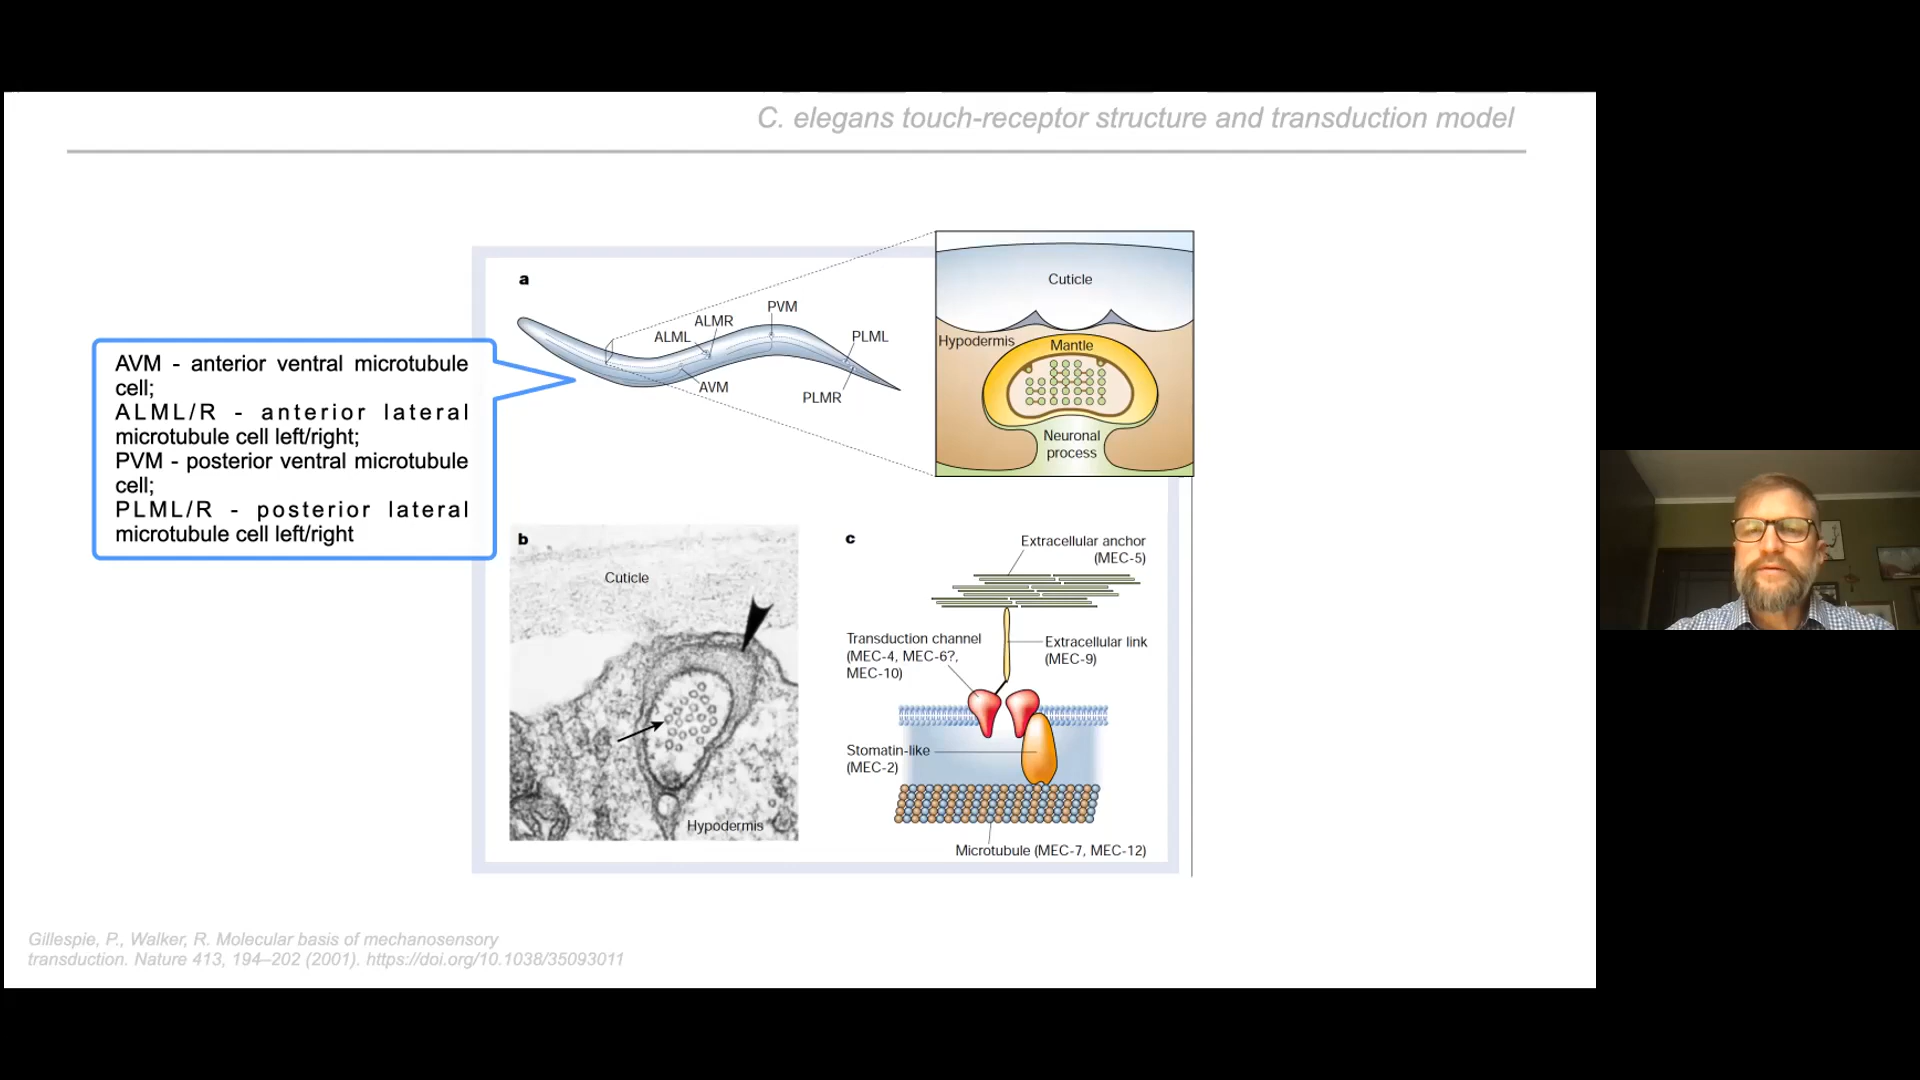 C. elegans touch-receptor structure and transduction model
AVM - anterior ventral microtubule
cell;
ALML/R - anterior lateral
microtubule cell left/right;
PVM - posterior ventral microtubule
cell;
PLML/R - posterior lateral
microtubule cell left/right
a
PVM
ALMR
ALML
PLML
AVM
PLMR
Cuticle
Hypodermis
Mantle
Neuronal
process
b
Cuticle
Hypodermis
c
Extracellular anchor
(MEC-5)
Transduction channel
(MEC-4, MEC-6?,
MEC-10)
Extracellular link
(MEC-9)
Stomatin-like
(MEC-2)
Microtubule (MEC-7, MEC-12)
Gillespie, P., Walker, R. Molecular basis of mechanosensory
transduction. Nature 413, 194–202 (2001). https://doi.org/10.1038/35093011